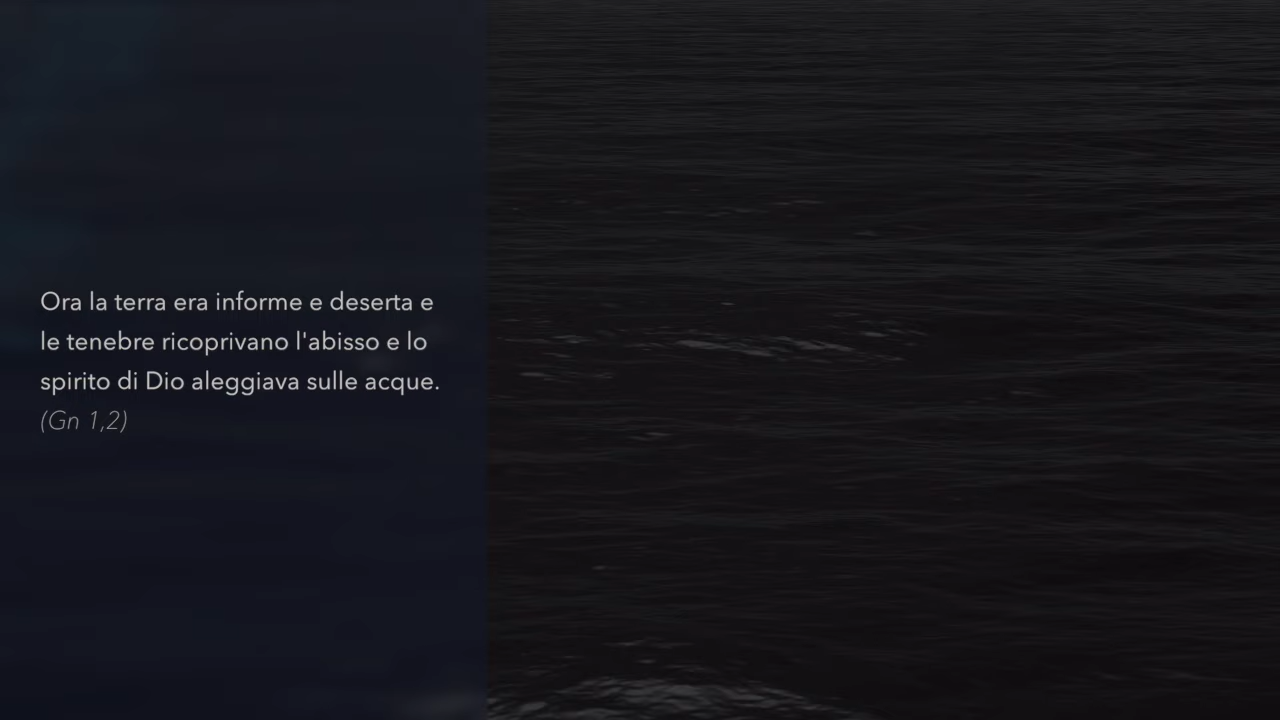 Ora la terra era informe e deserta e
le tenebre ricoprivano l'abisso e lo
spirito di Dio aleggiava sulle acque.
(Gn 1,2)